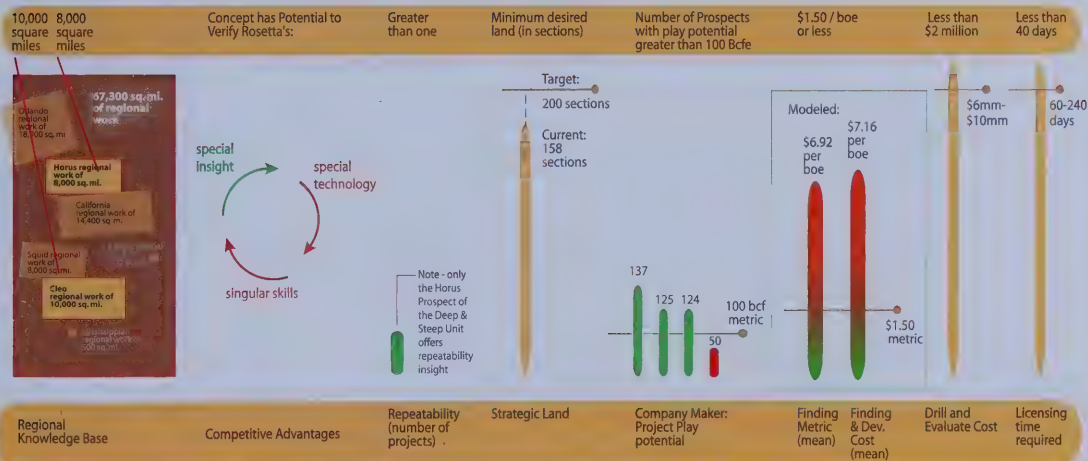 10,000
square
miles
8,000
square
miles
Concept has Potential to
Verify Rosetta's:
Greater
than one
Minimum desired
land (in sections)
Number of Prospects
with play potential
greater than 100 Bcfe
$1.50 / boe
or less
Less than
$2 million
Less than
40 days
67,300 sq. mi.
of regional
work
Orlando
regional
work of
sq. mi
Horus regional
work of
8,000 sq. mi.
California
regional work of
14,400 sq. mi.
Squid regional
work of
8,000 sq. mi.
Cleo
regional work of
10,000 sq. mi.
regional work
special
insight
special
technology
singular skills
Note - only
the Horus
Prospect of
the Deep &
Steep Unit
offers
repeatability
insight
Target:
200 sections
Current:
158
sections
137
125
124
50
100 bcf
metric
Modeled:
$6.92
per
boe
$7.16
per
boe
$1.50
metric
$6mm-
$10mm
60-240
days
Regional
Knowledge Base
Competitive Advantages
Repeatability
(number of
projects)
Strategic Land
Company Maker:
Project Play
potential
Finding
Metric
(mean)
Finding
& Dev.
Cost
(mean)
Drill and
Evaluate Cost
Licensing
time
required